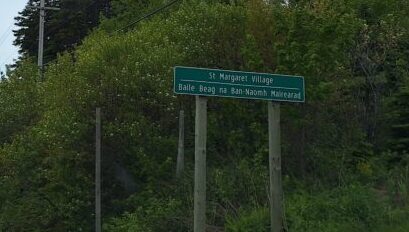 St Margaret Village
Baile Beag na Ban-Naomh Mairearad